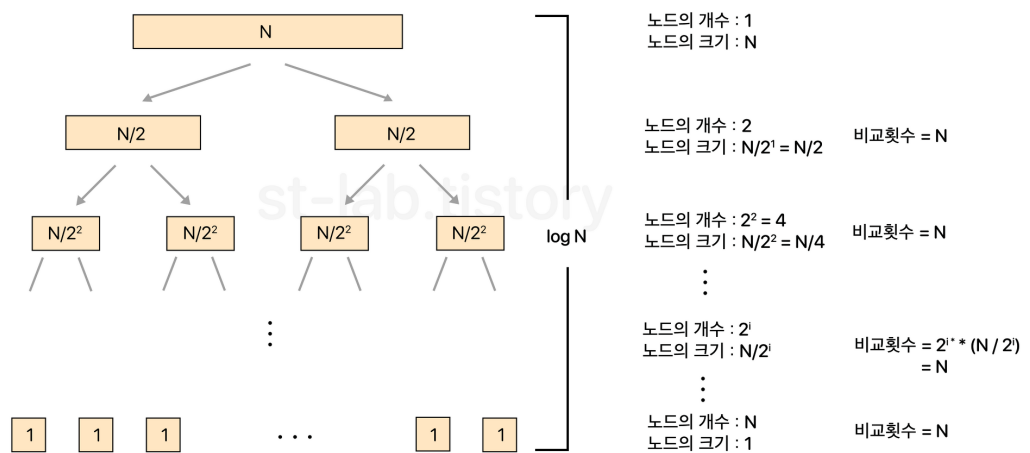 N
노드의 개수 : 1
노드의 크기 : N
N/2
N/2
노드의 개수 : 2
노드의 크기 : N/2¹ = N/2
비교횟수 = N
st-lab.tistory
N/2²
N/2²
N/2²
N/2²
log N
노드의 개수 : 2² = 4
노드의 크기 : N/2² = N/4
비교횟수 = N
노드의 개수 : 2ⁱ
노드의 크기 : N/2ⁱ
비교횟수 = 2ⁱ* * (N / 2ⁱ)
= N
1
1
1
...
1
1
노드의 개수 : N
노드의 크기 : 1
비교횟수 = N